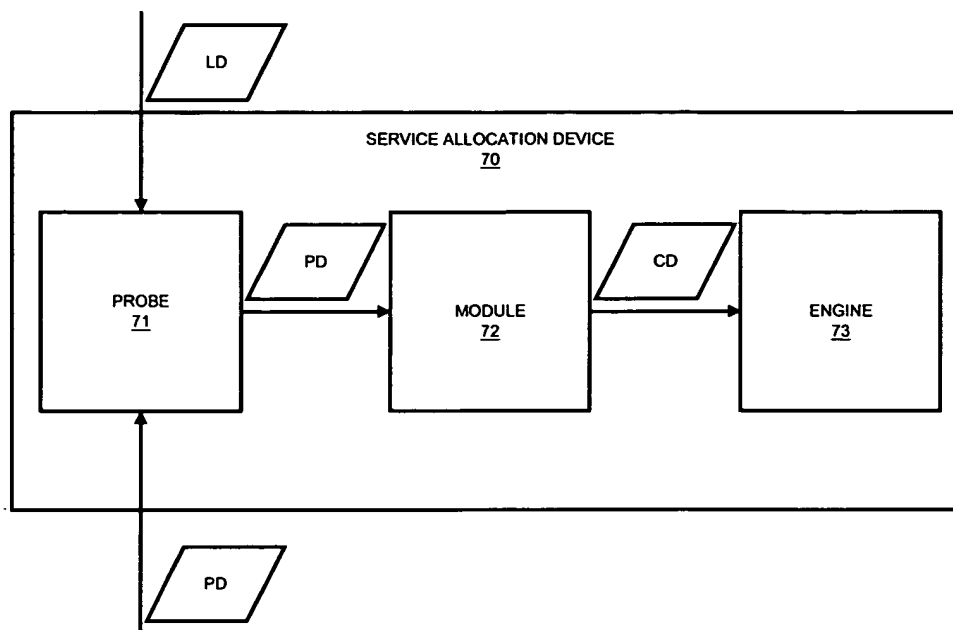 LD
SERVICE ALLOCATION DEVICE
70
PD
CD
PROBE
71
MODULE
72
ENGINE
73
PD